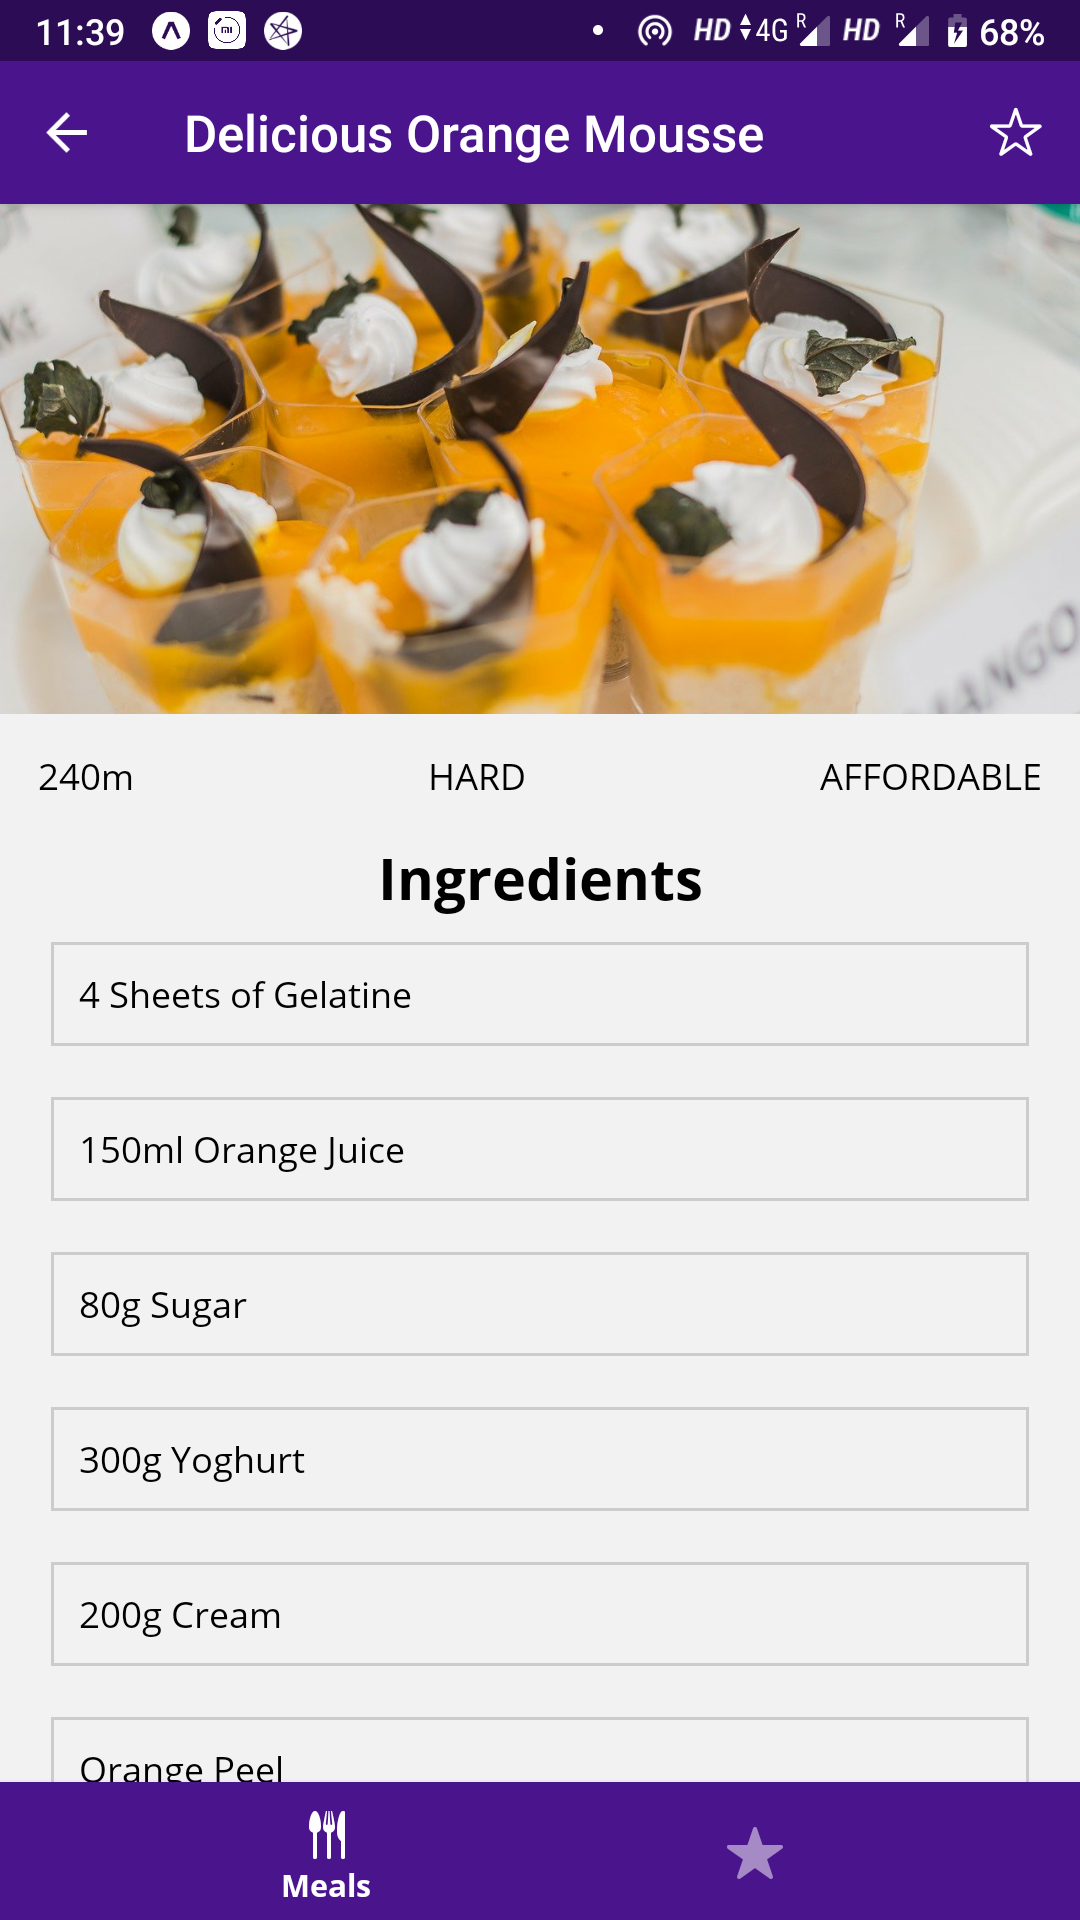 11:39 HD 4G R HD R 68%
Delicious Orange Mousse
MANGO
240m HARD AFFORDABLE
Ingredients
4 Sheets of Gelatine
150ml Orange Juice
80g Sugar
300g Yoghurt
200g Cream
Orange Peel
Meals